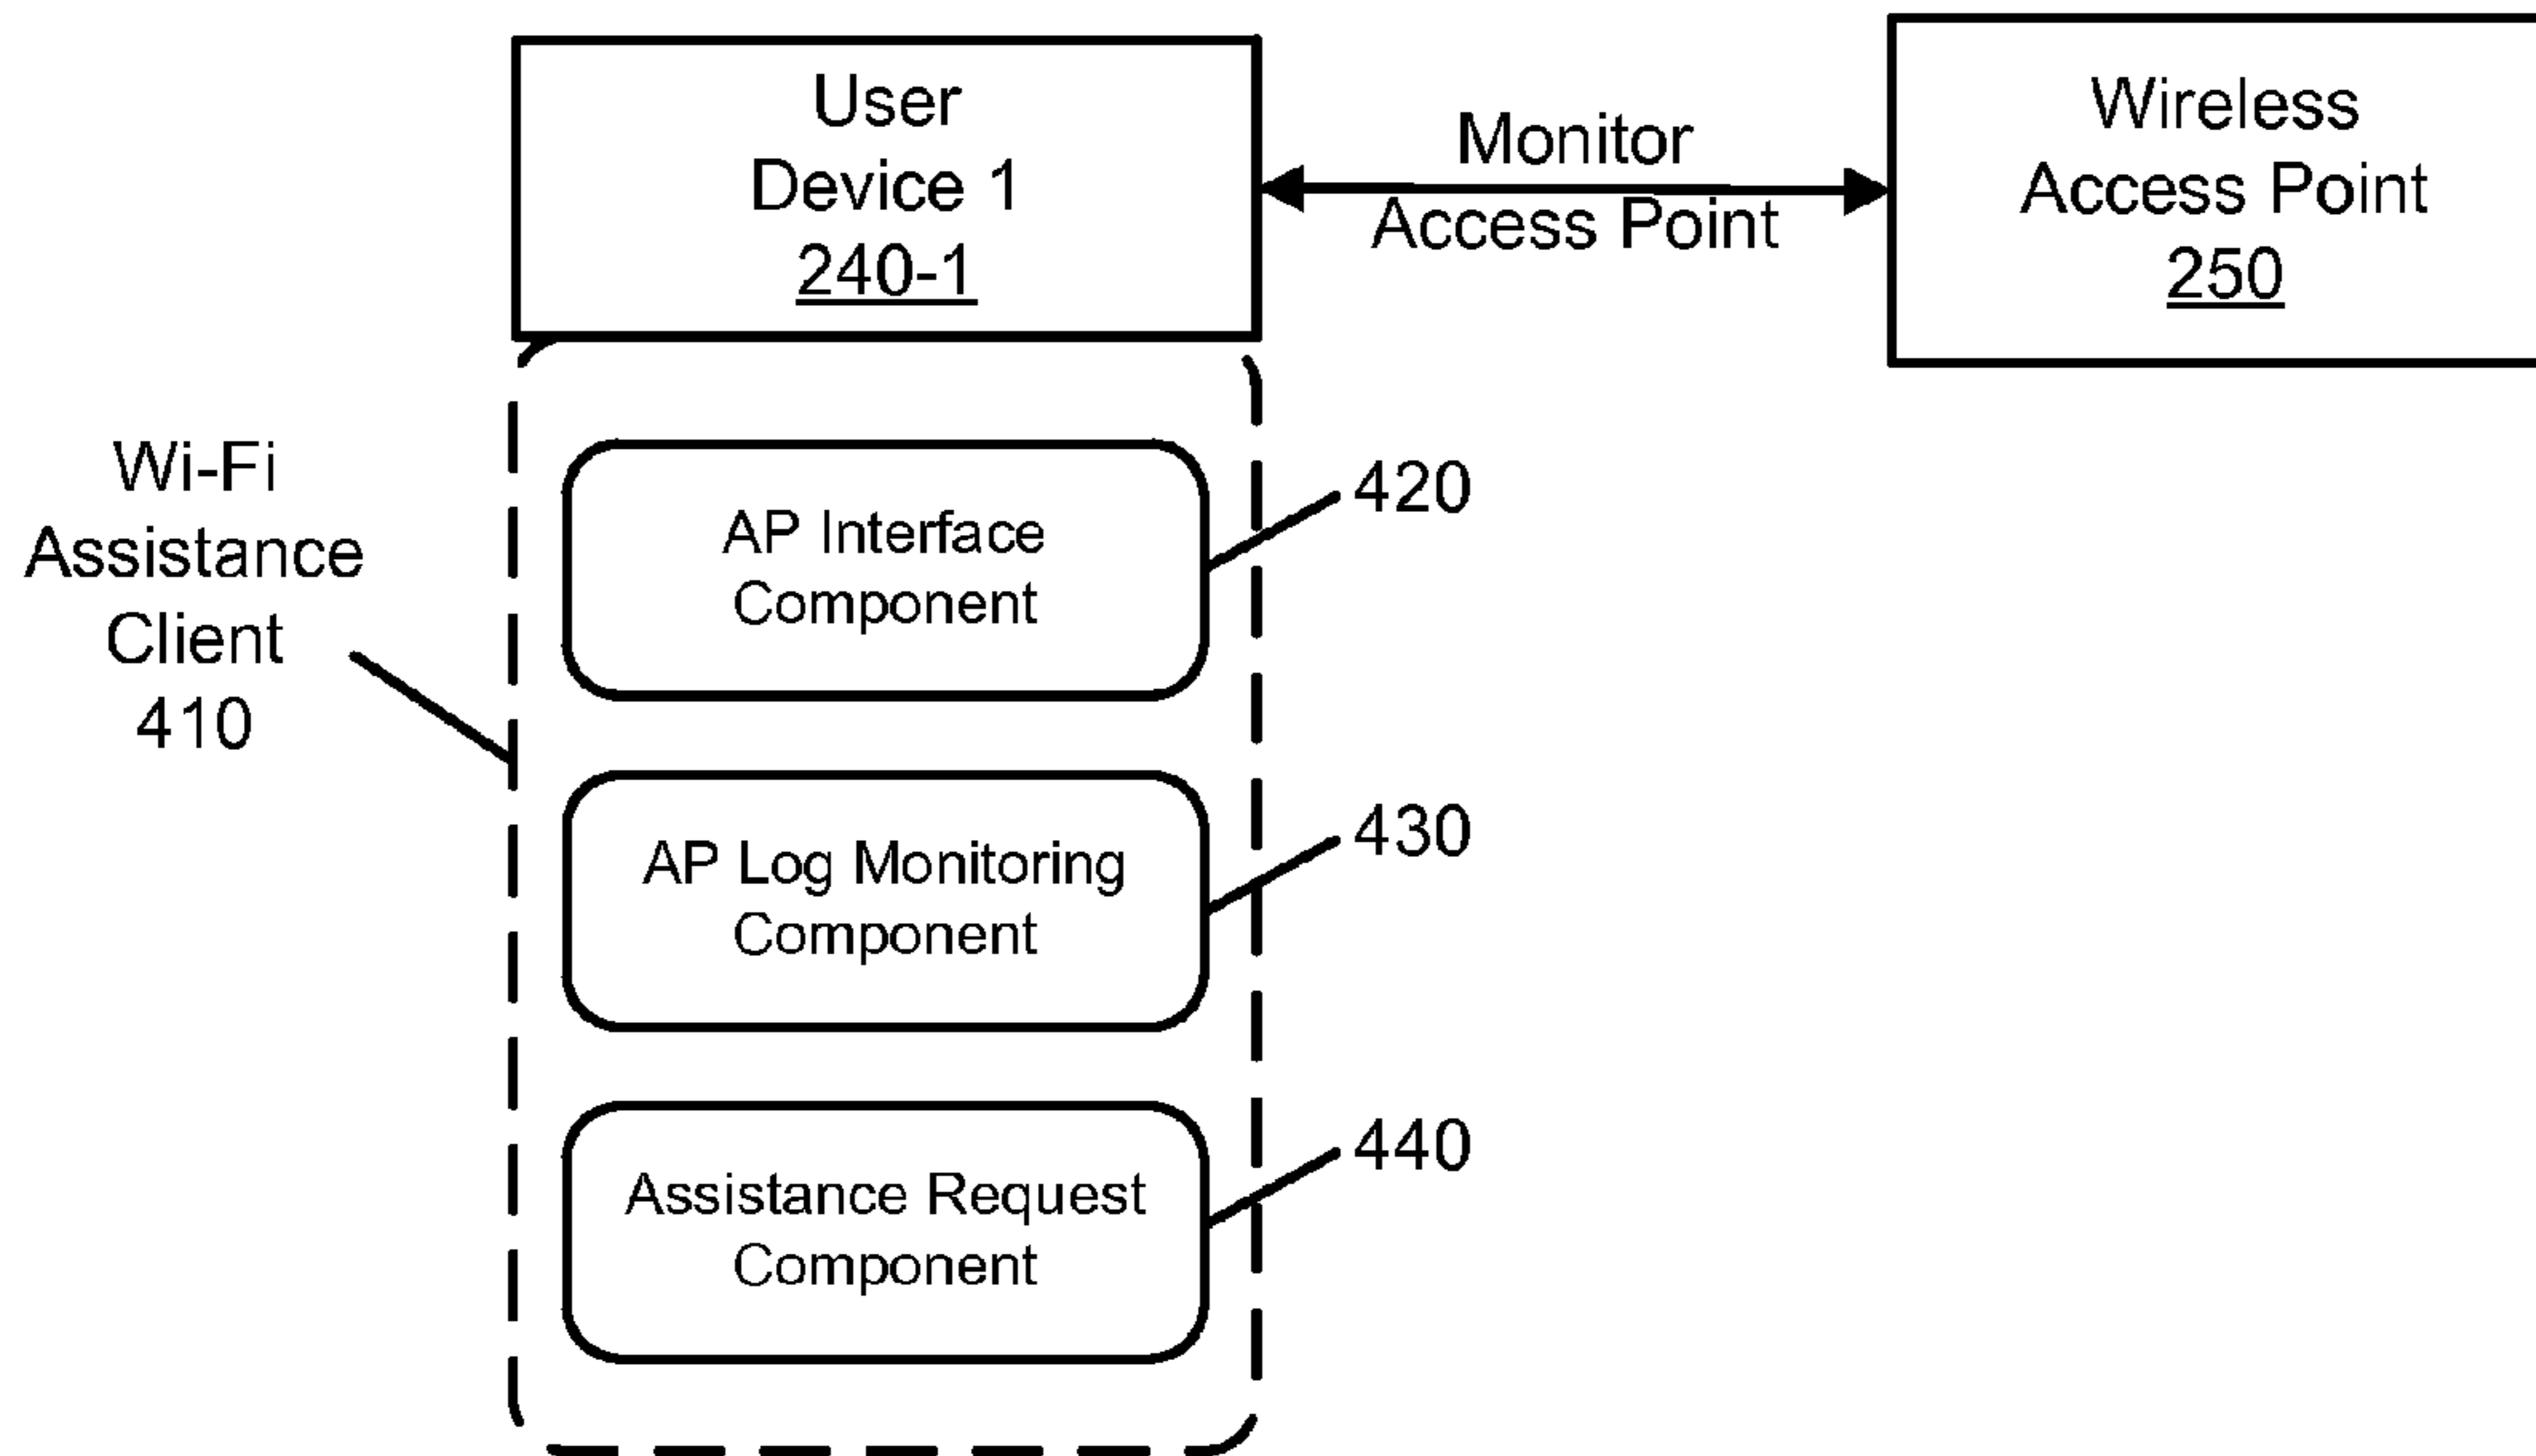 User
Device 1
240-1
Monitor
Access Point
Wireless
Access Point
250
Wi-Fi
Assistance
Client
410
AP Interface
Component
420
AP Log Monitoring
Component
430
Assistance Request
Component
440